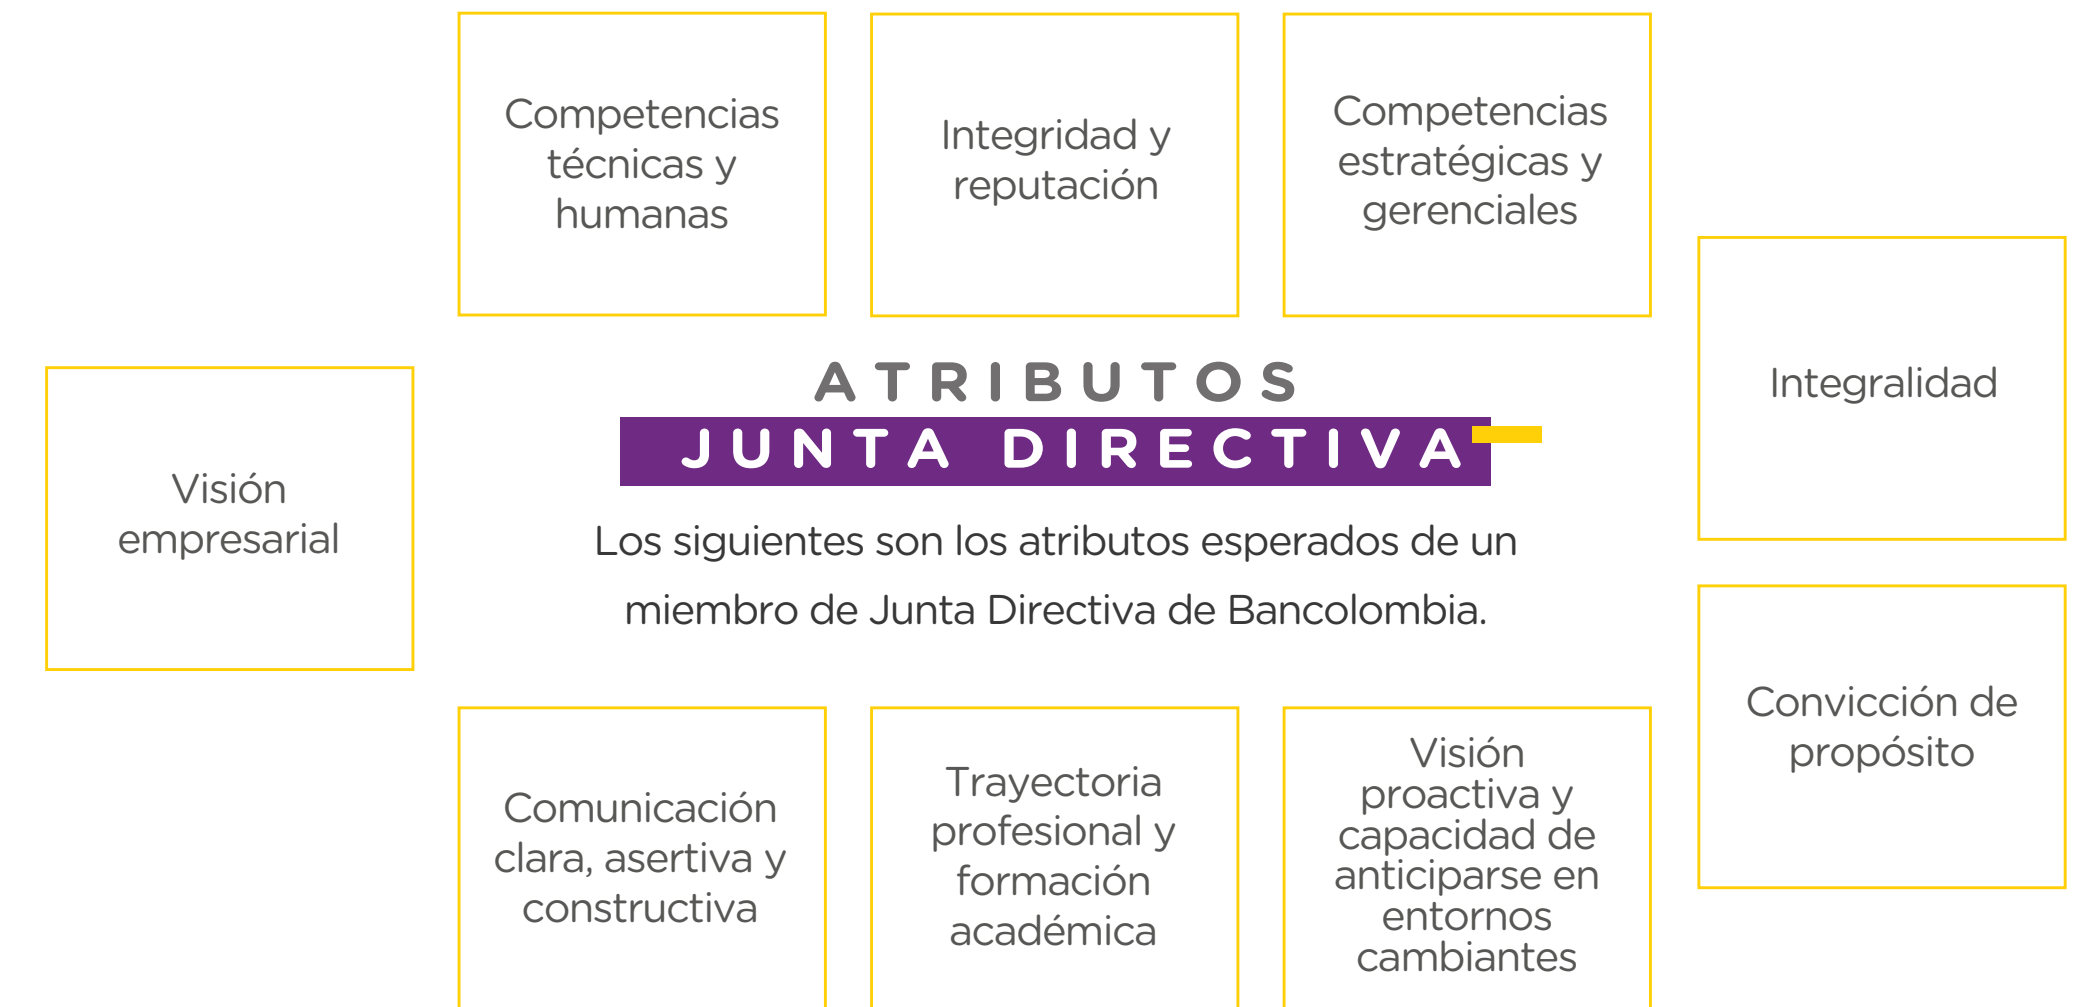 Competencias
técnicas y
humanas
Integridad y
reputación
Competencias
estratégicas y
gerenciales
Integralidad
ATRIBUTOS
JUNTA DIRECTIVA
Los siguientes son los atributos esperados de un
miembro de Junta Directiva de Bancolombia.
Visión
empresarial
Convicción de
propósito
Comunicación
clara, asertiva y
constructiva
Trayectoria
profesional y
formación
académica
Visión
proactiva y
capacidad de
anticiparse en
entornos
cambiantes